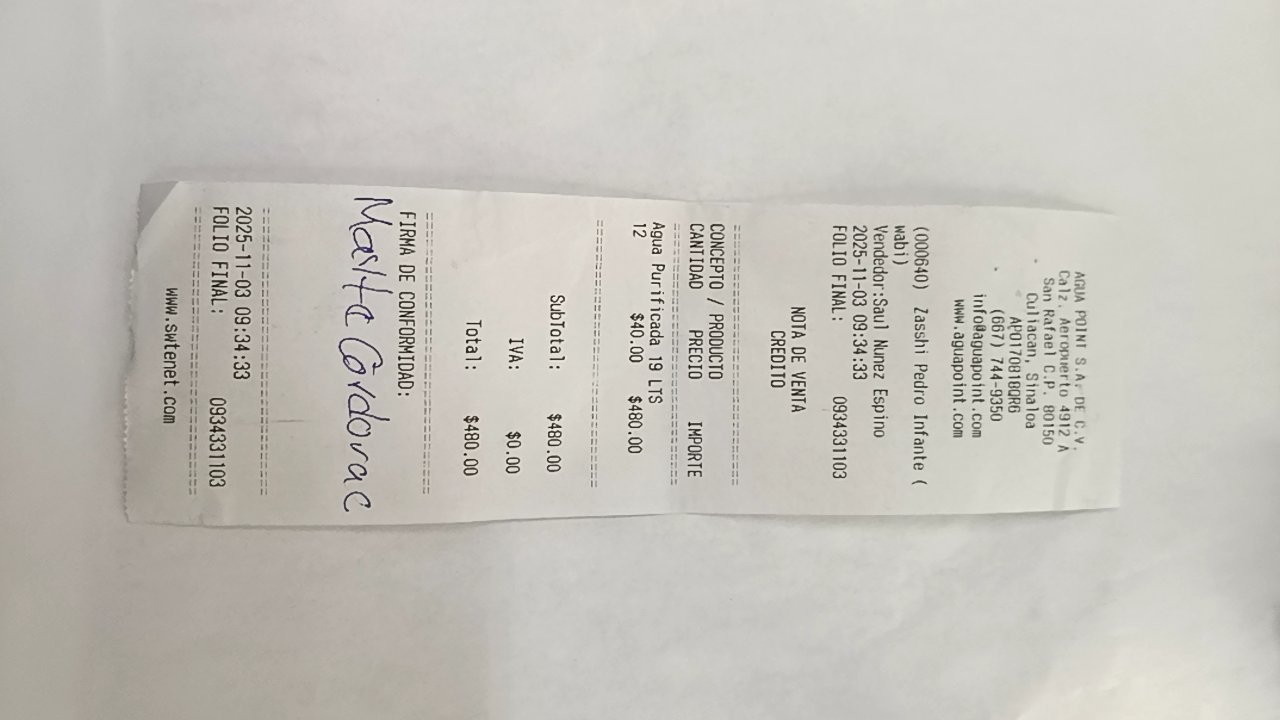 AGUA POINT S.A. DE C.V.
Calz. Aeropuerto 4912 A
San Rafael C.P. 80150
Culiacan, Sinaloa
APO170818QR6
(667) 744-9350
info@aguapoint.com
www.aguapoint.com
(000640) Zasshi Pedro Infante (
wabi)
Vendedor:Saul Nunez Espino
2025-11-03 09:34:33
FOLIO FINAL: 0934331103
NOTA DE VENTA
CREDITO
CONCEPTO / PRODUCTO
CANTIDAD PRECIO IMPORTE
Agua Purificada 19 LTS
12 $40.00 $480.00
SubTotal: $480.00
IVA: $0.00
Total: $480.00
FIRMA DE CONFORMIDAD:
2025-11-03 09:34:33
FOLIO FINAL: 0934331103
www.swtenet.com